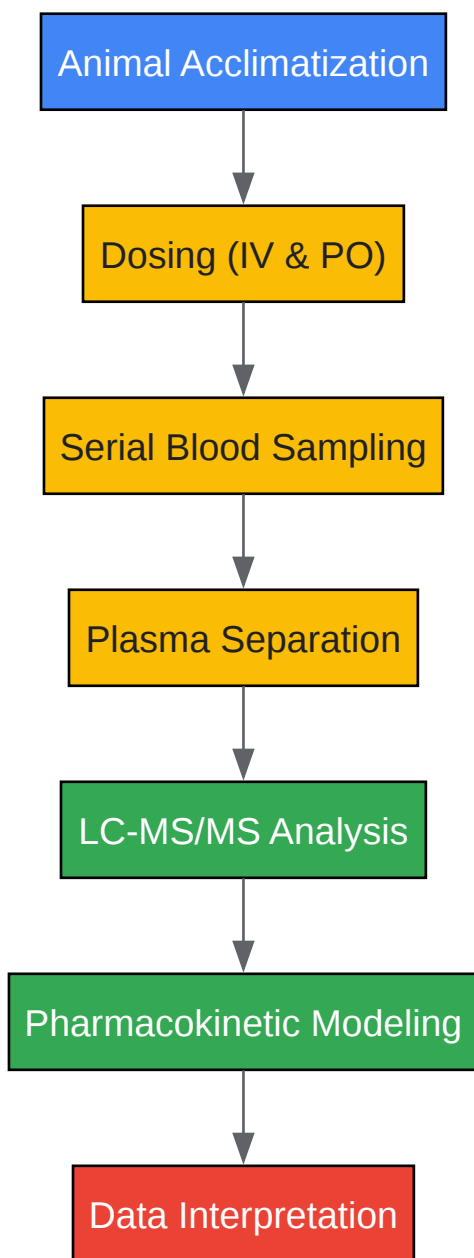 Animal Acclimatization
Dosing (IV & PO)
Serial Blood Sampling
Plasma Separation
LC-MS/MS Analysis
Pharmacokinetic Modeling
Data Interpretation